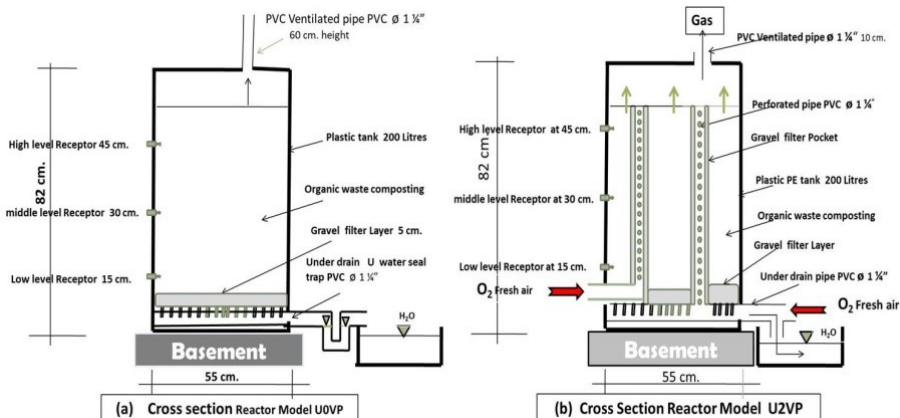 PVC Ventilated pipe PVC ø 1 ¼”
60 cm. height
High level Receptor 45 cm.
82 cm.
middle level Receptor 30 cm.
Low level Receptor 15 cm.
Plastic tank 200 Litres
Organic waste composting
Gravel filter Layer 5 cm.
Under drain U water seal
trap PVC ø 1 ¼”
H₂O
Basement
55 cm.
(a) Cross section Reactor Model U0VP
Gas
PVC Ventilated pipe ø 1 ¼” 10 cm.
High level Receptor at 45 cm.
82 cm.
middle level Receptor at 30 cm.
Low level Receptor at 15 cm.
O₂ Fresh air
Perforated pipe PVC ø 1 ¼”
Gravel filter Pocket
Plastic PE tank 200 Litres
Organic waste composting
Gravel filter Layer
Under drain pipe PVC ø 1 ¼”
O₂ Fresh air
H₂O
Basement
55 cm.
(b) Cross Section Reactor Model U2VP